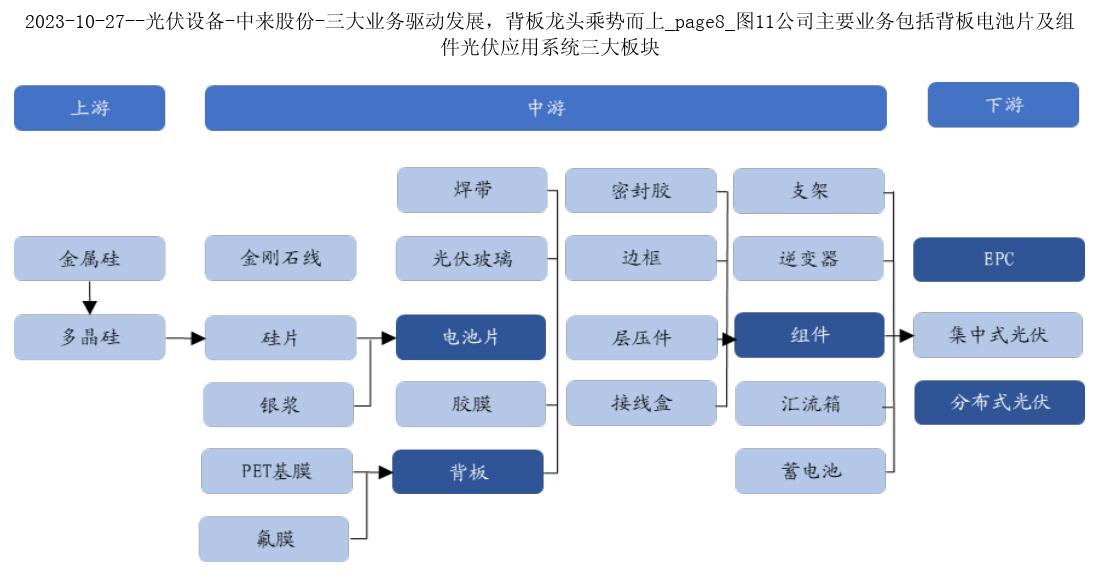 2023-10-27--光伏设备-中来股份-三大业务驱动发展，背板龙头乘势而上_page8_图11公司主要业务包括背板电池片及组
件光伏应用系统三大板块
上游
中游
下游
焊带
密封胶
支架
金属硅
金刚石线
光伏玻璃
边框
逆变器
EPC
多晶硅
硅片
电池片
层压件
组件
集中式光伏
银浆
胶膜
接线盒
汇流箱
分布式光伏
PET基膜
背板
蓄电池
氟膜